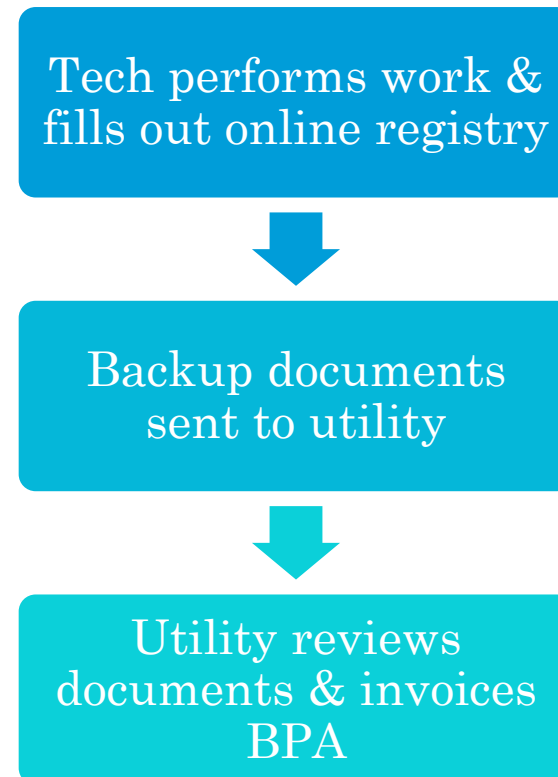 Tech performs work &
fills out online registry
Backup documents
sent to utility
Utility reviews
documents & invoices
BPA